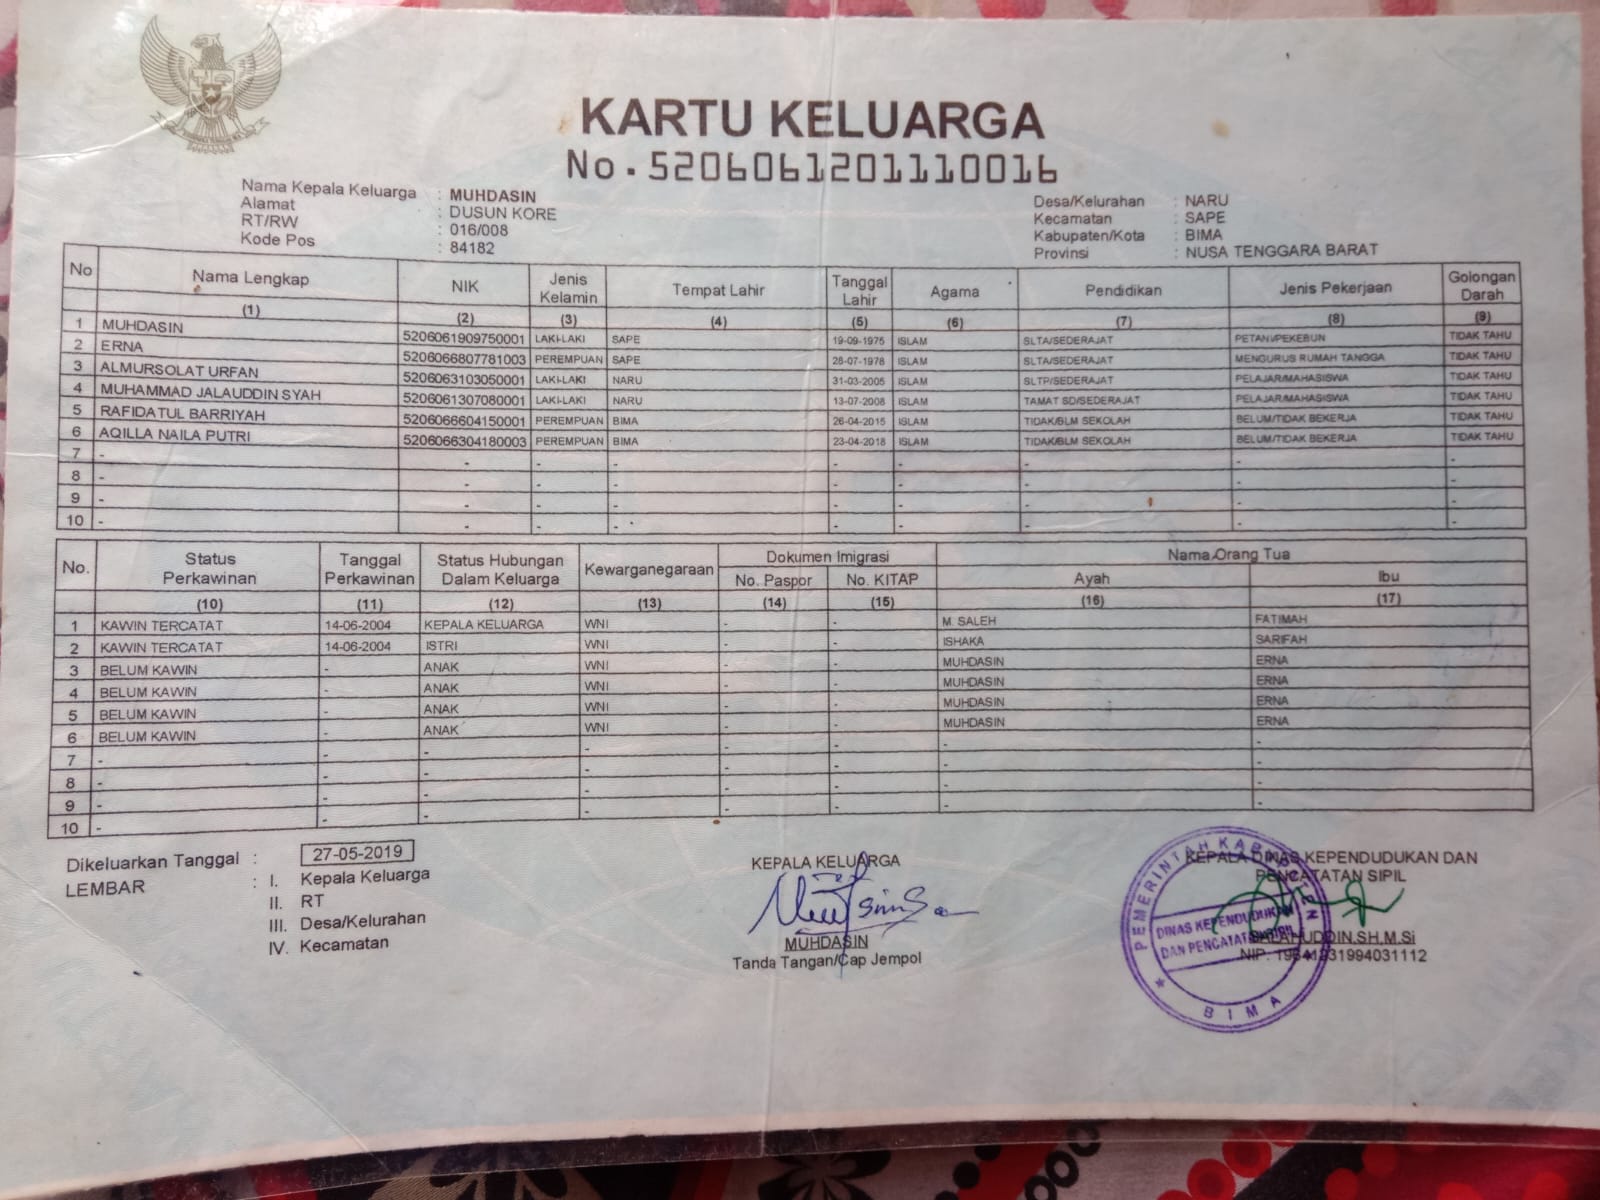 KARTU KELUARGA
No.5206061201110016
Nama Kepala Keluarga : MUHDASIN
Alamat : DUSUN KORE
RT/RW : 016/008
Kode Pos : 84182
Desa/Kelurahan : NARU
Kecamatan : SAPE
Kabupaten/Kota : BIMA
Provinsi : NUSA TENGGARA BARAT
No Nama Lengkap NIK Jenis Kelamin Tempat Lahir Tanggal Lahir Agama Pendidikan Jenis Pekerjaan Golongan Darah
(1) (2) (3) (4) (5) (6) (7) (8) (9)
1 MUHDASIN 5206061909750001 LAKI-LAKI SAPE 19-09-1975 ISLAM SLTA/SEDERAJAT PETANI/PEKEBUN TIDAK TAHU
2 ERNA 5206066807781003 PEREMPUAN SAPE 28-07-1978 ISLAM SLTA/SEDERAJAT MENGURUS RUMAH TANGGA TIDAK TAHU
3 ALMURSOLAT URFAN 5206063103050001 LAKI-LAKI NARU 31-03-2005 ISLAM SLTP/SEDERAJAT PELAJAR/MAHASISWA TIDAK TAHU
4 MUHAMMAD JALAUDDIN SYAH 5206061307080001 LAKI-LAKI NARU 13-07-2008 ISLAM TAMAT SD/SEDERAJAT PELAJAR/MAHASISWA TIDAK TAHU
5 RAFIDATUL BARRIYAH 5206066604150001 PEREMPUAN BIMA 26-04-2015 ISLAM TIDAK/BLM SEKOLAH BELUM/TIDAK BEKERJA TIDAK TAHU
6 AQILLA NAILA PUTRI 5206066304180003 PEREMPUAN BIMA 23-04-2018 ISLAM TIDAK/BLM SEKOLAH BELUM/TIDAK BEKERJA TIDAK TAHU
7 - - - - - - - - -
8 - - - - - - - - -
9 - - - - - - - - -
10 - - - - - - - - -
No. Status Perkawinan Tanggal Perkawinan Status Hubungan Dalam Keluarga Kewarganegaraan Dokumen Imigrasi Nama Orang Tua
No. Paspor No. KITAP Ayah Ibu
(10) (11) (12) (13) (14) (15) (16) (17)
1 KAWIN TERCATAT 14-06-2004 KEPALA KELUARGA WNI - - M. SALEH FATIMAH
2 KAWIN TERCATAT 14-06-2004 ISTRI WNI - - ISHAKA SARIFAH
3 BELUM KAWIN - ANAK WNI - - MUHDASIN ERNA
4 BELUM KAWIN - ANAK WNI - - MUHDASIN ERNA
5 BELUM KAWIN - ANAK WNI - - MUHDASIN ERNA
6 BELUM KAWIN - ANAK WNI - - MUHDASIN ERNA
7 - - - - - - - -
8 - - - - - - - -
9 - - - - - - - -
10 - - - - - - - -
Dikeluarkan Tanggal : 27-05-2019
LEMBAR : I. Kepala Keluarga
II. RT
III. Desa/Kelurahan
IV. Kecamatan
KEPALA KELUARGA
MUHDASIN
Tanda Tangan/Cap Jempol
KEPALA DINAS KEPENDUDUKAN DAN
PENCATATAN SIPIL
PEMERINTAH KABUPATEN
DINAS KEPENDUDUKAN
DAN PENCATATAN SIPIL
BIMA
SALAHUDDIN,SH,M,Si
NIP.